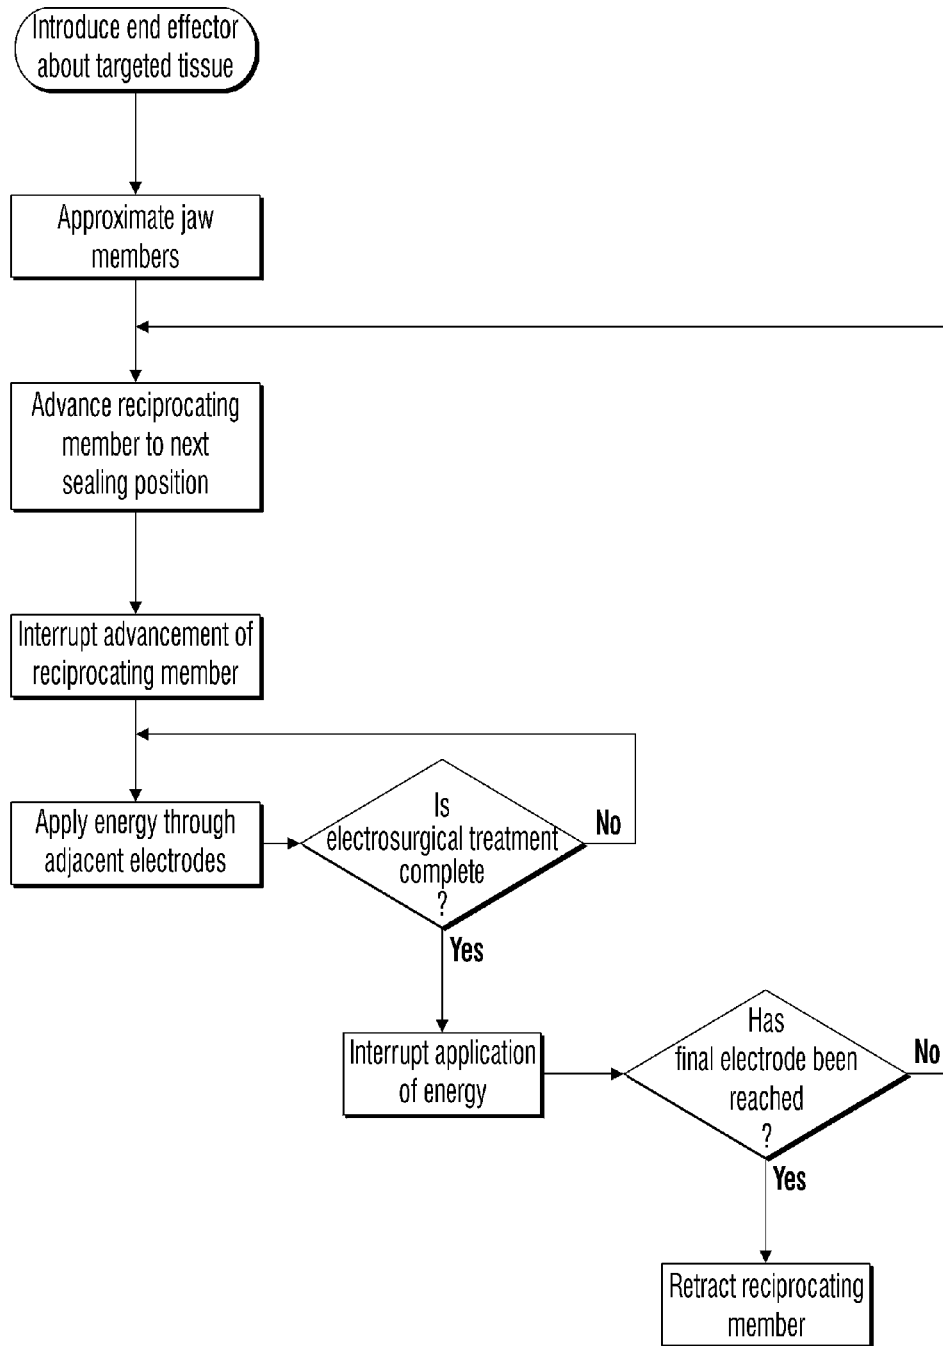 Introduce end effector
about targeted tissue
Approximate jaw
members
Advance reciprocating
member to next
sealing position
Interrupt advancement of
reciprocating member
Apply energy through
adjacent electrodes
Is
electrosurgical treatment
complete
?
No
Yes
Interrupt application
of energy
Has
final electrode been
reached
?
No
Yes
Retract reciprocating
member